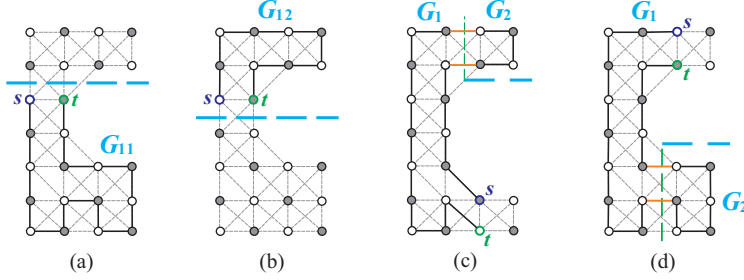 G₁₂
G₁ G₂
G₁ s
t
s t
s t
G₁₁
s
G₂
t
(a) (b) (c) (d)